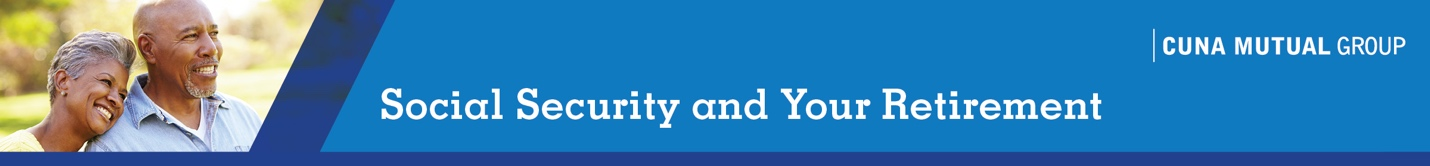 CUNA MUTUAL GROUP
Social Security and Your Retirement